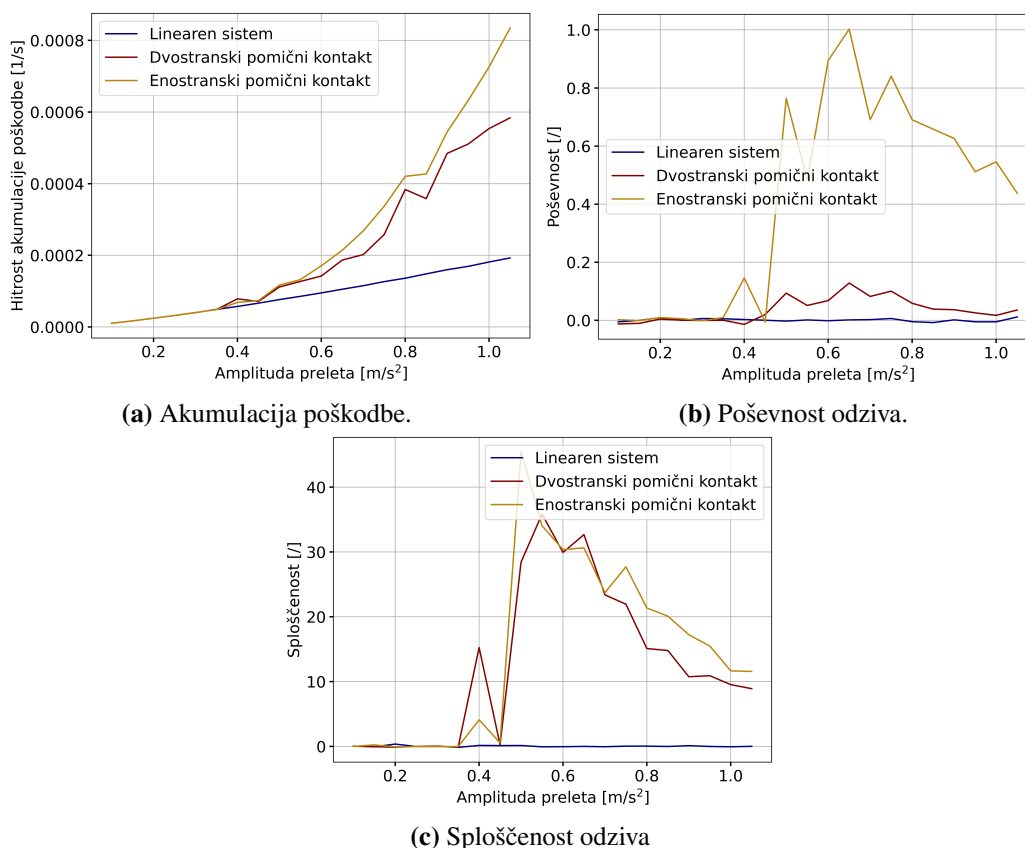 0.0008
0.0006
0.0004
0.0002
0.0000
Hitrost akumulacije poškodbe [1/s]
Linearen sistem
Dvostranski pomični kontakt
Enostranski pomični kontakt
0.2 0.4 0.6 0.8 1.0
Amplituda preleta [m/s²]
(a) Akumulacija poškodbe.
1.0
0.8
0.6
0.4
0.2
0.0
Poševnost [/]
Linearen sistem
Dvostranski pomični kontakt
Enostranski pomični kontakt
0.2 0.4 0.6 0.8 1.0
Amplituda preleta [m/s²]
(b) Poševnost odziva.
40
30
20
10
0
Sploščenost [/]
Linearen sistem
Dvostranski pomični kontakt
Enostranski pomični kontakt
0.2 0.4 0.6 0.8 1.0
Amplituda preleta [m/s²]
(c) Sploščenost odziva